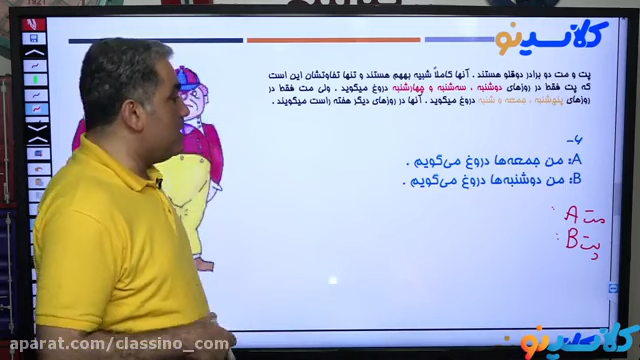 کلاسینو
پت و مت دو برادر دوقلو هستند . آنها کاملاً شبیه بههم هستند و تنها تفاوتشان این است
که پت فقط در روزهای دوشنبه ، سه‌شنبه و چهارشنبه دروغ میگوید . ولی مت فقط در
روزهای پنج‌شنبه ، جمعه و شنبه دروغ میگوید . آنها در روزهای دیگر هفته راست میگویند .
۶-
A: من جمعه‌ها دروغ می‌گویم .
B: من دوشنبه‌ها دروغ می‌گویم .
مت A :
پت B :
کلاسینو
aparat.com/classino_com